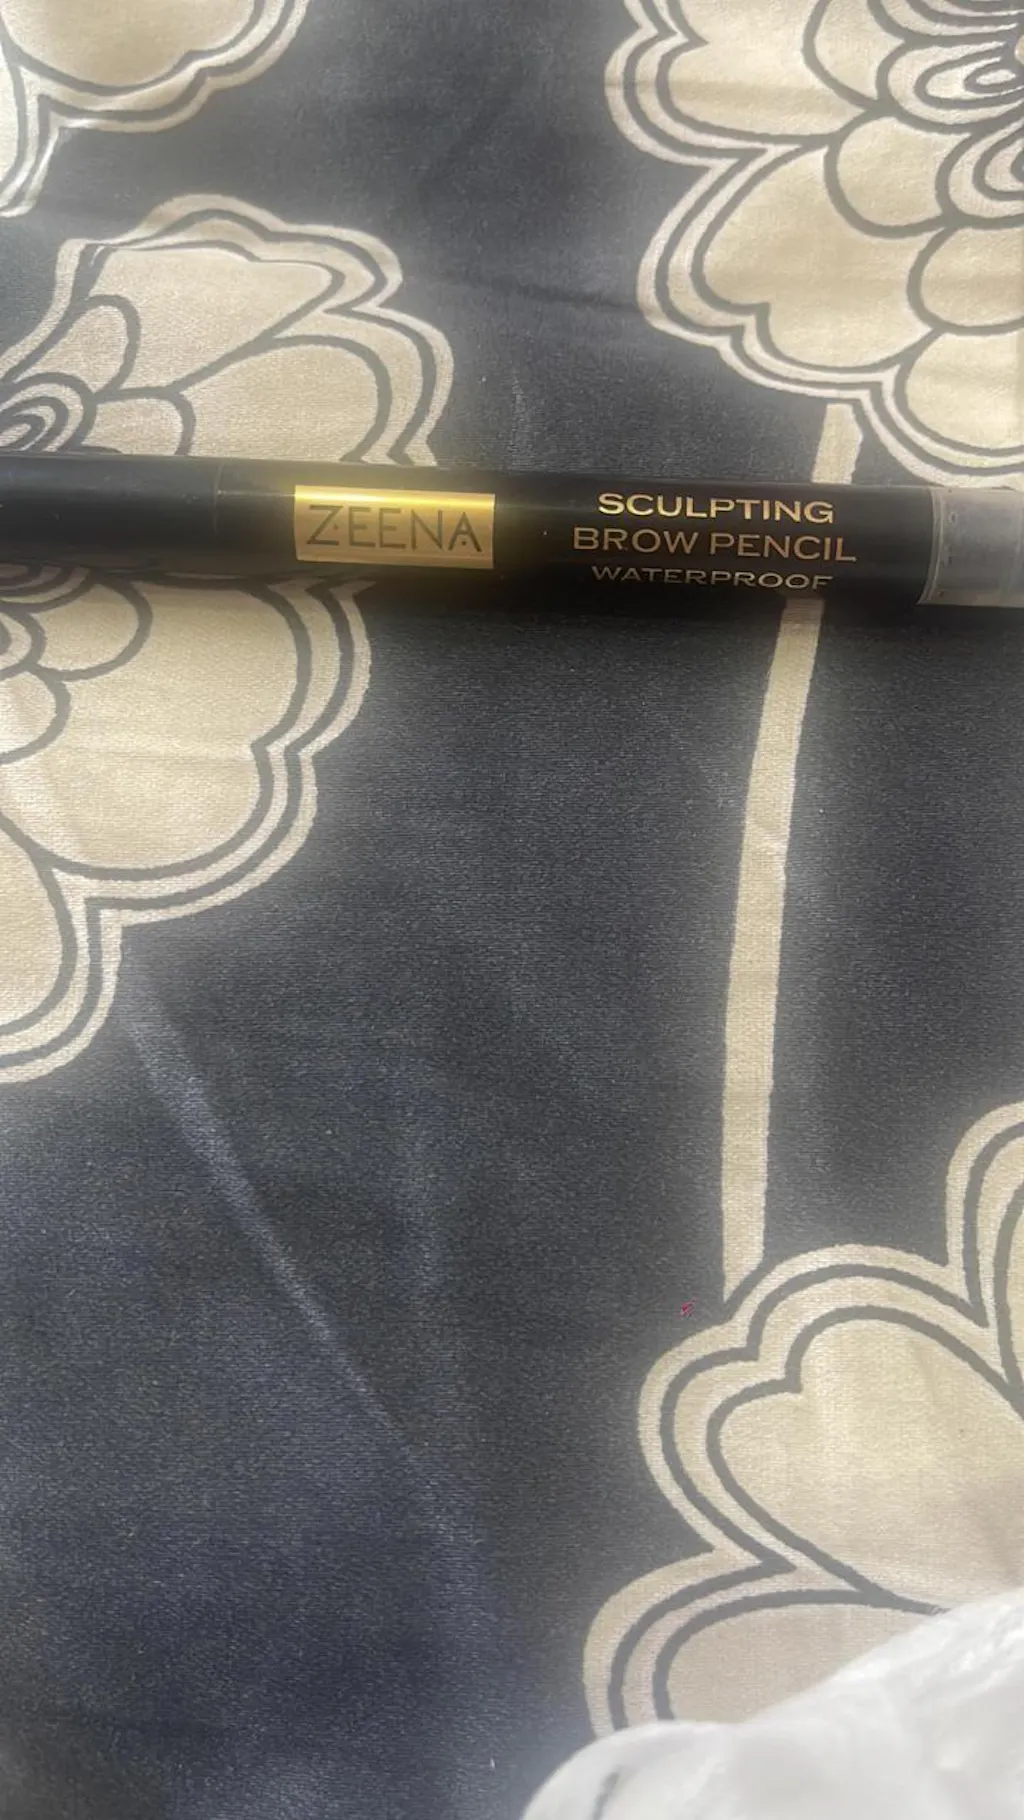 ZEENA
SCULPTING
BROW PENCIL
WATERPROOF